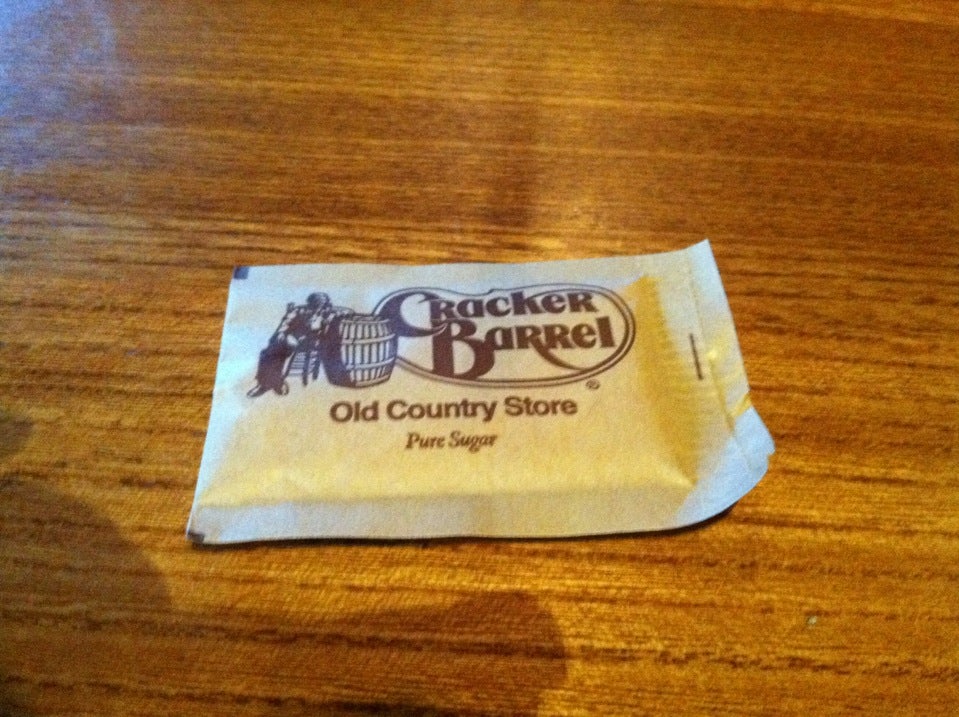 Cracker
Barrel
®
Old Country Store
Pure Sugar